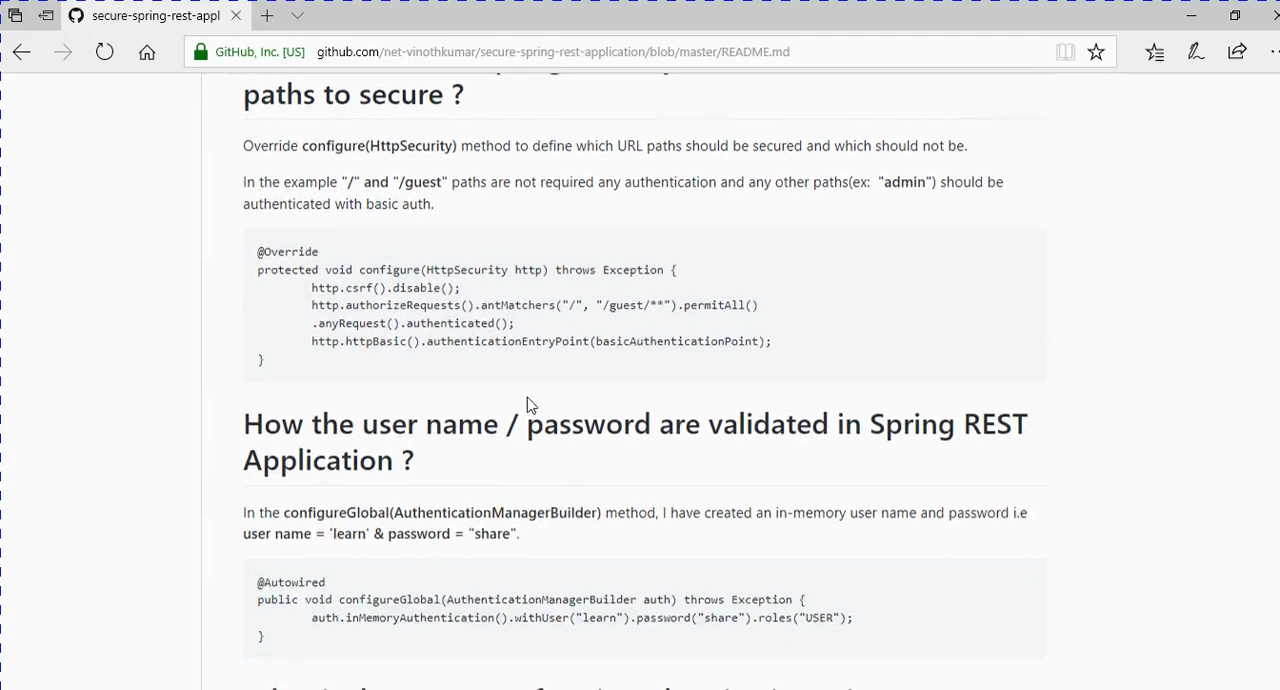 secure-spring-rest-appl
GitHub, Inc. [US] github.com/net-vinothkumar/secure-spring-rest-application/blob/master/README.md
paths to secure ?
Override configure(HttpSecurity) method to define which URL paths should be secured and which should not be.
In the example "/" and "/guest" paths are not required any authentication and any other paths(ex: "admin") should be
authenticated with basic auth.
@Override
protected void configure(HttpSecurity http) throws Exception {
http.csrf().disable();
http.authorizeRequests().antMatchers("/", "/guest/**").permitAll()
.anyRequest().authenticated();
http.httpBasic().authenticationEntryPoint(basicAuthenticationPoint);
}
How the user name / password are validated in Spring REST
Application ?
In the configureGlobal(AuthenticationManagerBuilder) method, I have created an in-memory user name and password i.e
user name = 'learn' & password = "share".
@Autowired
public void configureGlobal(AuthenticationManagerBuilder auth) throws Exception {
auth.inMemoryAuthentication().withUser("learn").password("share").roles("USER");
}